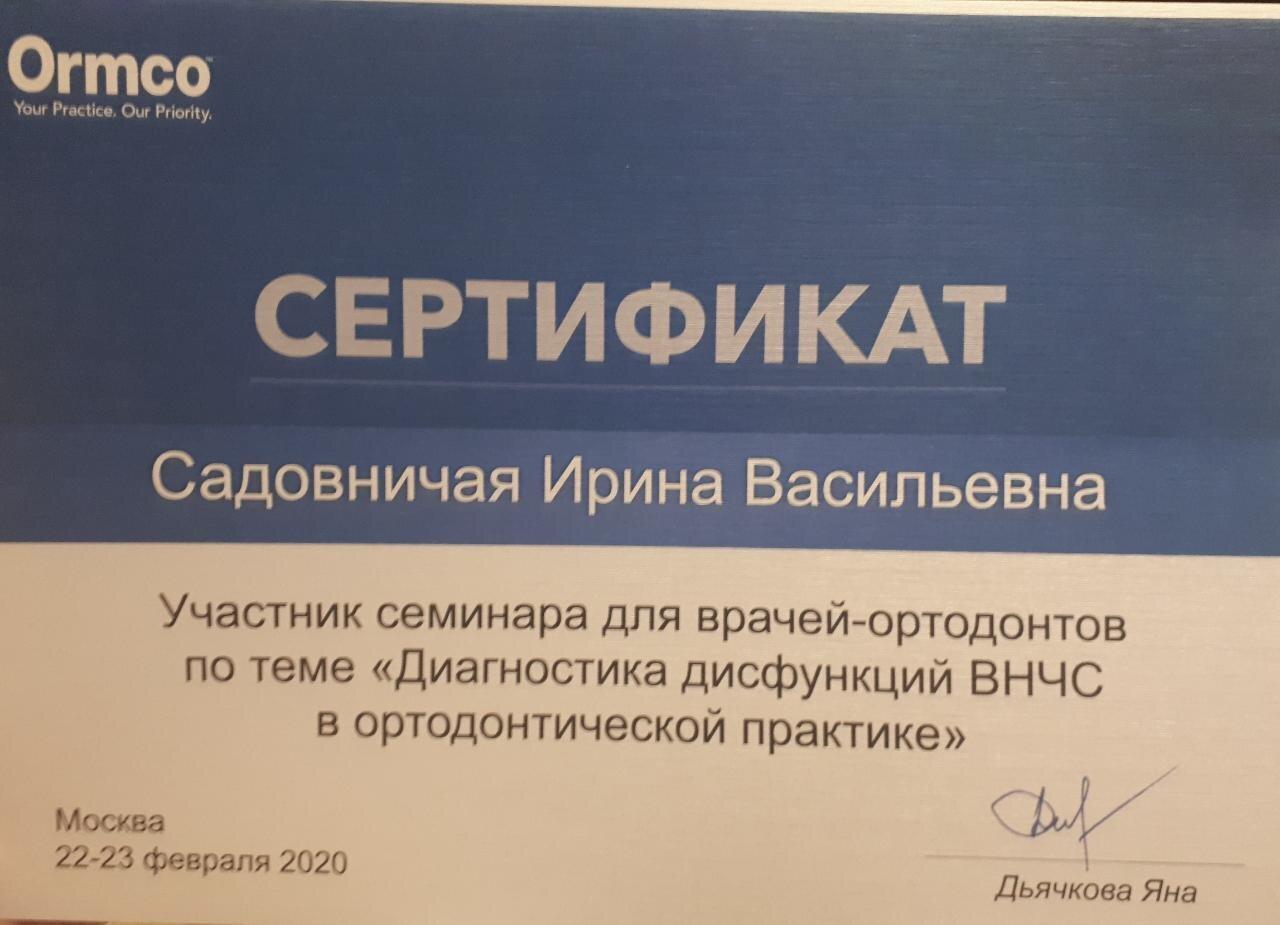 Ormco™
Your Practice. Our Priority.
СЕРТИФИКАТ
Садовничая Ирина Васильевна
Участник семинара для врачей-ортодонтов
по теме «Диагностика дисфункций ВНЧС
в ортодонтической практике»
Москва
22-23 февраля 2020
Дьячкова Яна